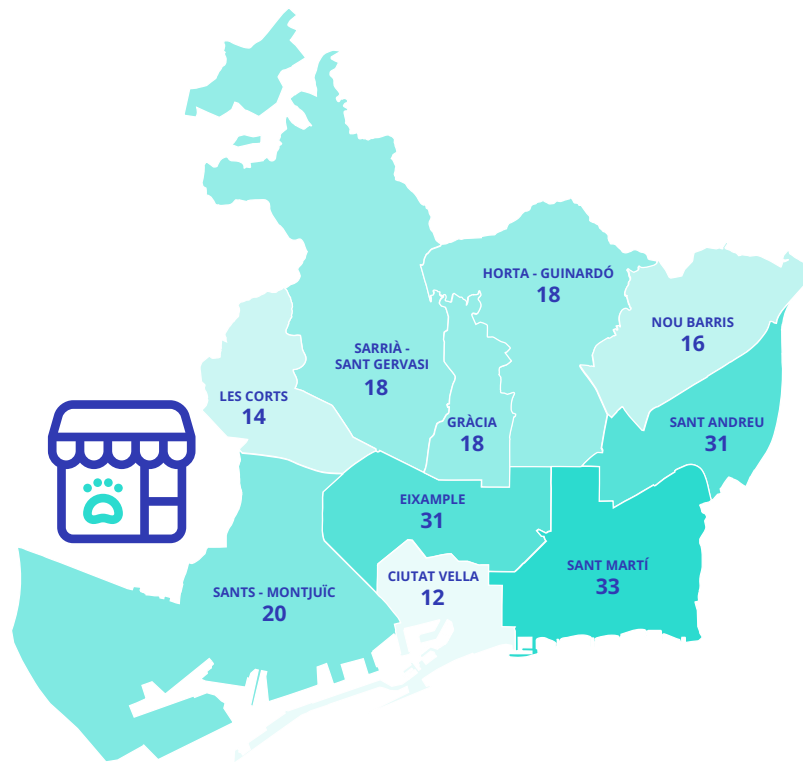 HORTA - GUINARDÓ
18
NOU BARRIS
16
SARRIÀ -
SANT GERVASI
18
LES CORTS
14
GRÀCIA
18
SANT ANDREU
31
EIXAMPLE
31
SANT MARTÍ
33
CIUTAT VELLA
12
SANTS - MONTJUÏC
20